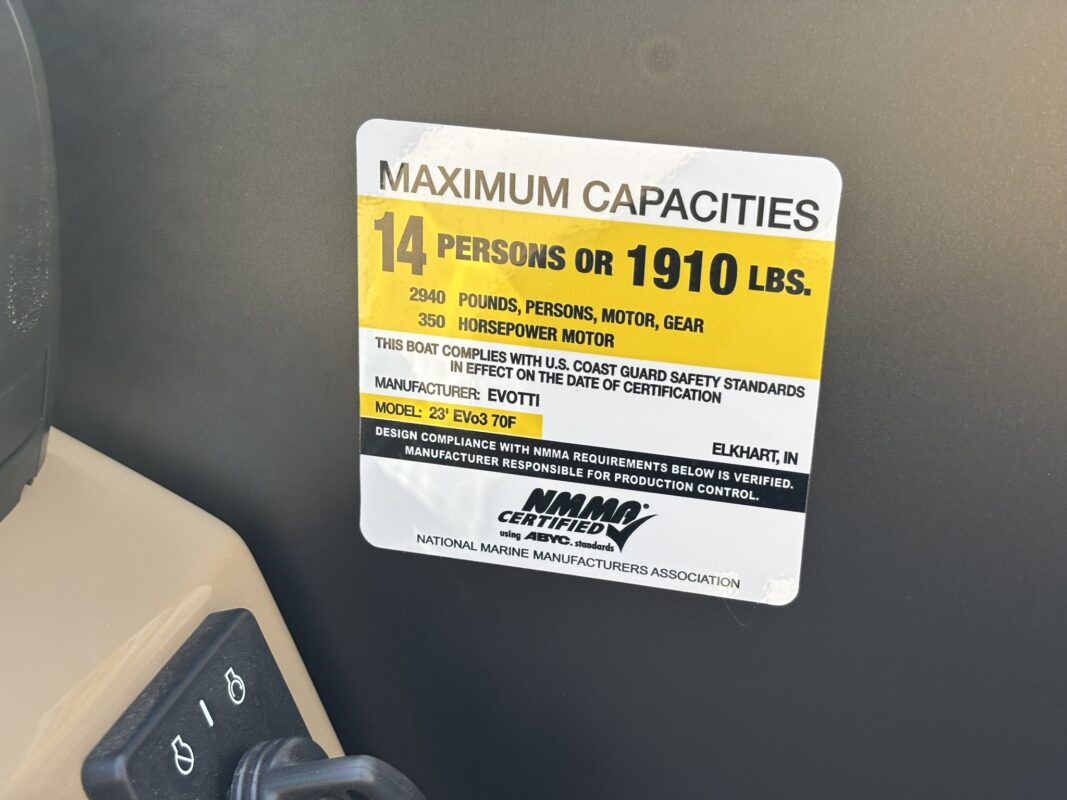 MAXIMUM CAPACITIES
14 PERSONS OR 1910 LBS.
2940 POUNDS, PERSONS, MOTOR, GEAR
350 HORSEPOWER MOTOR
THIS BOAT COMPLIES WITH U.S. COAST GUARD SAFETY STANDARDS
IN EFFECT ON THE DATE OF CERTIFICATION
MANUFACTURER: EVOTTI
MODEL: 23' EVo3 70F
ELKHART, IN
DESIGN COMPLIANCE WITH NMMA REQUIREMENTS BELOW IS VERIFIED.
MANUFACTURER RESPONSIBLE FOR PRODUCTION CONTROL.
NMMA
CERTIFIED
using ABYC. standards
NATIONAL MARINE MANUFACTURERS ASSOCIATION